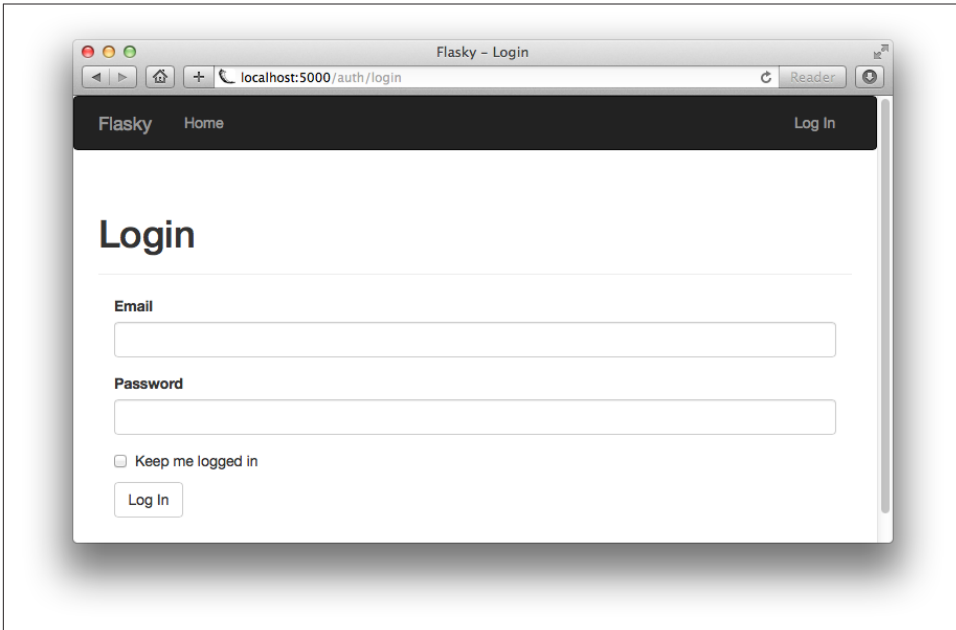 Flasky – Login
localhost:5000/auth/login
Reader
Flasky Home Log In
Login
Email
Password
Keep me logged in
Log In